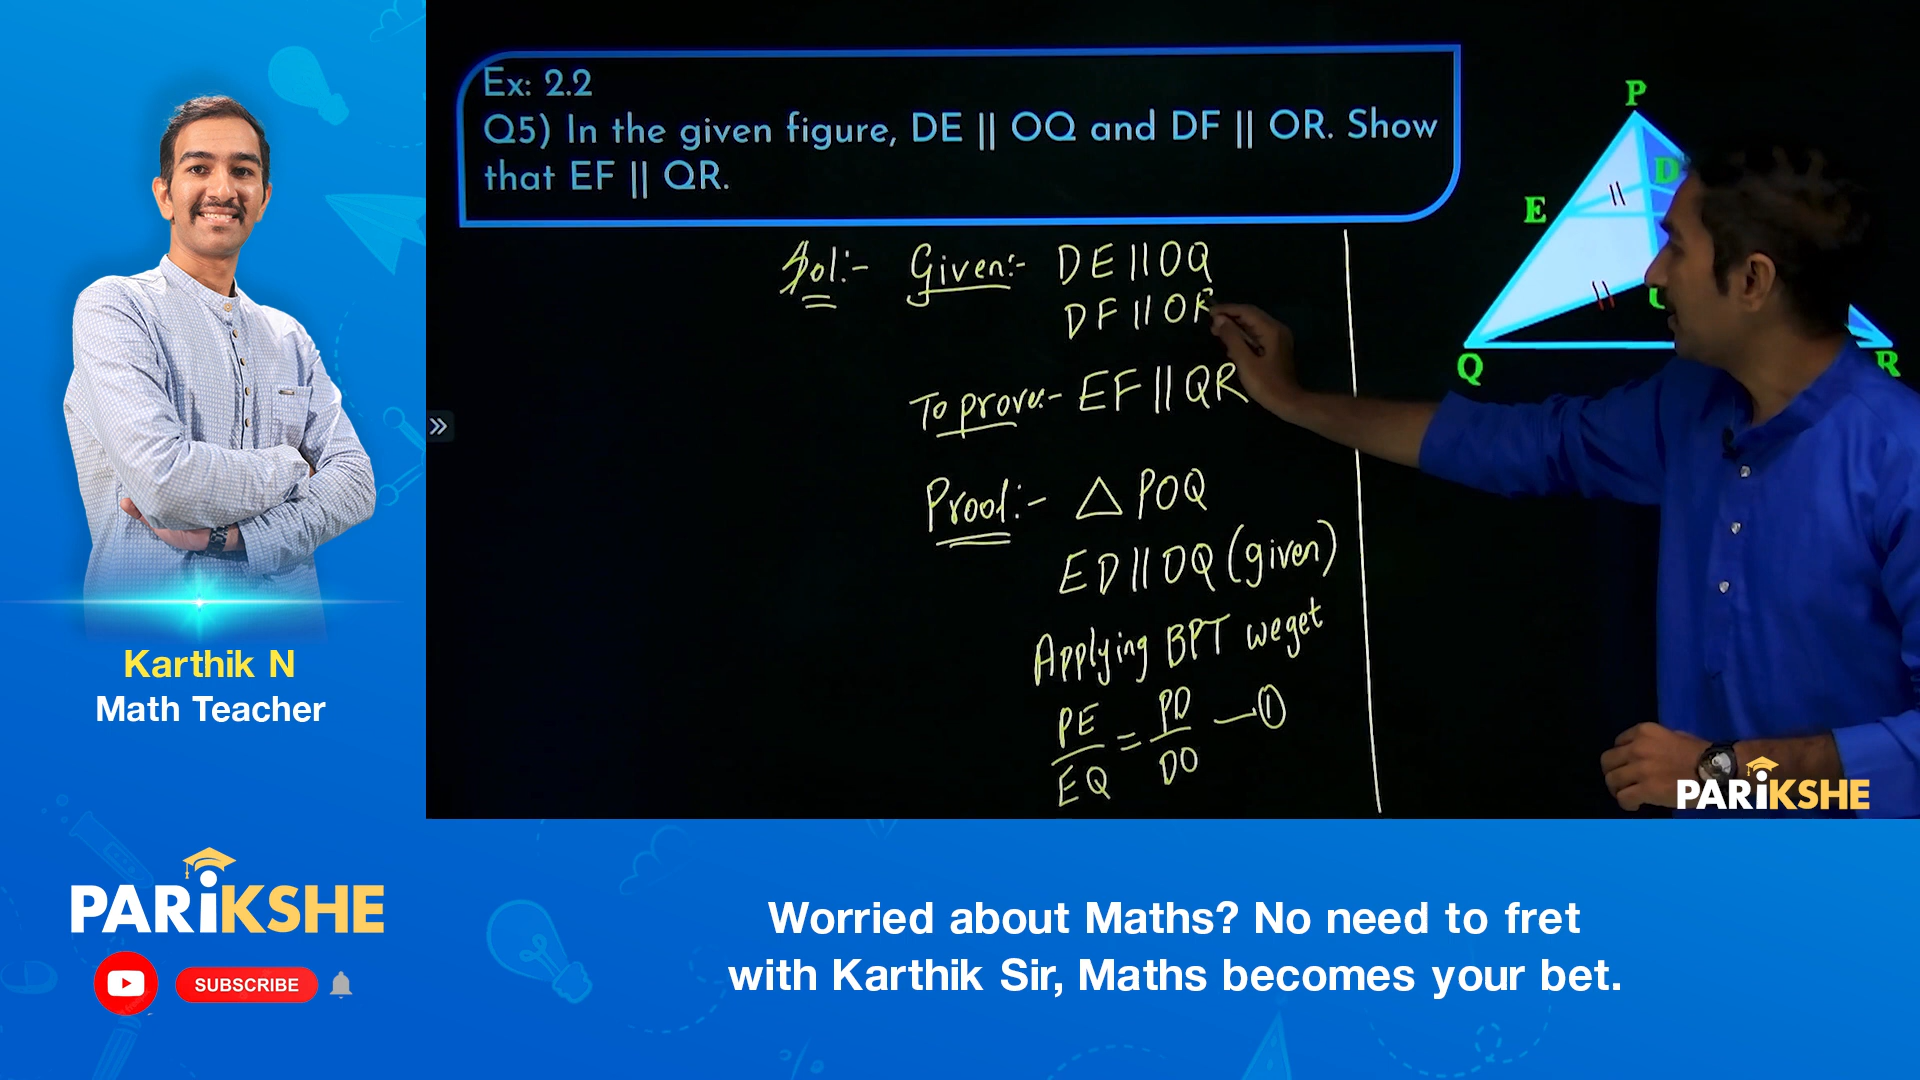 Ex: 2.2
Q5) In the given figure, DE || OQ and DF || OR. Show
that EF || QR.
Sol:- Given:- DE || OQ
DF || OR
To prove:- EF || QR
Proof:- △ POQ
ED || OQ (given)
Applying BPT we get
PE/EQ = PD/DO —①
P
D
E
Q
R
PARIKSHE
Karthik N
Math Teacher
PARiKSHE
SUBSCRIBE
Worried about Maths? No need to fret
with Karthik Sir, Maths becomes your bet.